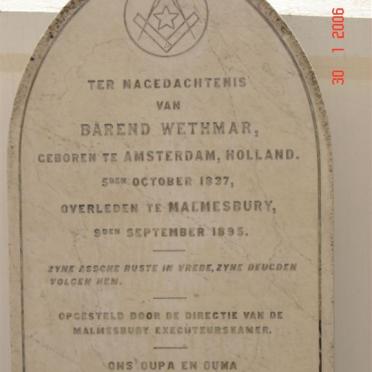 TER NAGEDACHTENIS
VAN
BAREND WETHMAR,
GEBOREN TE AMSTERDAM, HOLLAND.
5DEN OCTOBER 1827,
OVERLEDEN TE MALMESBURY,
9DEN SEPTEMBER 1895.
ZYNE ASSCHE RUSTE IN VREDE, ZYNE DEUGDEN
VOLGEN HEM.
OPGESTELD DOOR DE DIRECTIE VAN DE
MALMESBURY EXECUTEURSKAMER.
ONS OUPA EN OUMA
30 1 2006